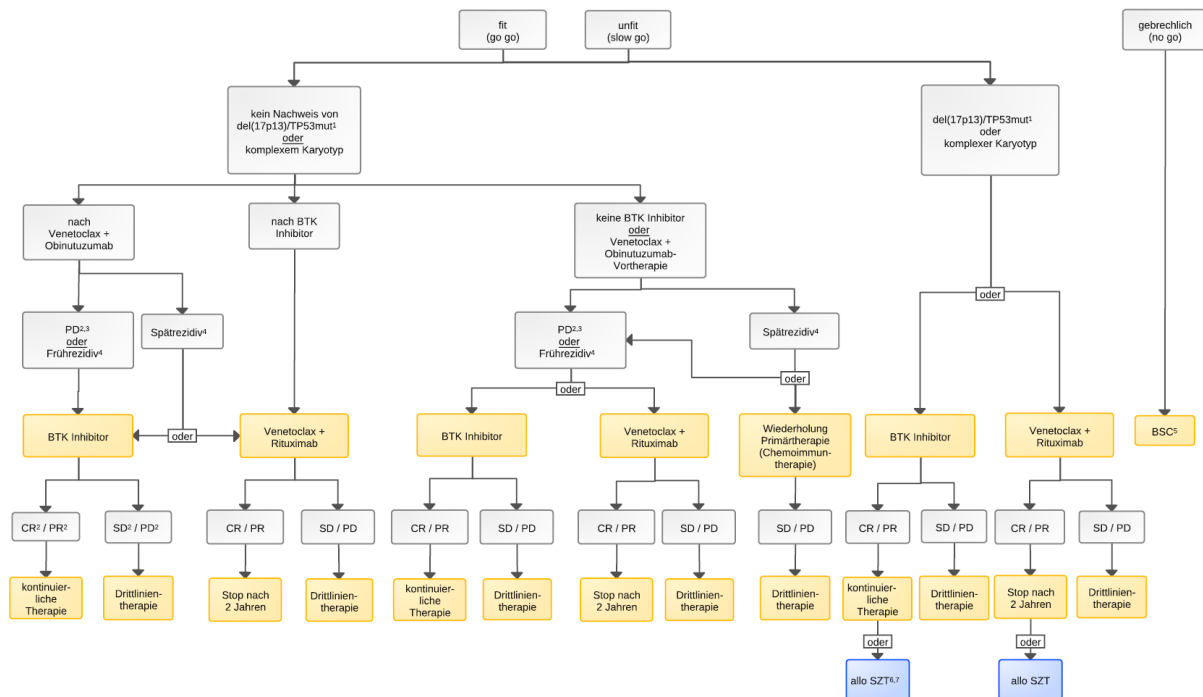 fit
(go go)
unfit
(slow go)
gebrechlich
(no go)
kein Nachweis von
del(17p13)/TP53mut¹
oder
komplexem Karyotyp
del(17p13)/TP53mut¹
oder
komplexer Karyotyp
nach
Venetoclax +
Obinutuzumab
nach BTK
Inhibitor
keine BTK Inhibitor
oder
Venetoclax +
Obinutuzumab-
Vortherapie
oder
PD²,³
oder
Frührezidiv⁴
Spätrezidiv⁴
PD²,³
oder
Frührezidiv⁴
Spätrezidiv⁴
oder
oder
BTK Inhibitor
oder
Venetoclax +
Rituximab
BTK Inhibitor
Venetoclax +
Rituximab
Wiederholung
Primärtherapie
(Chemoimmun-
therapie)
BTK Inhibitor
Venetoclax +
Rituximab
BSC⁵
CR² / PR²
SD² / PD²
CR / PR
SD / PD
CR / PR
SD / PD
CR / PR
SD / PD
SD / PD
CR / PR
SD / PD
CR / PR
SD / PD
kontinuier-
liche
Therapie
Drittlinien-
therapie
Stop nach
2 Jahren
Drittlinien-
therapie
kontinuier-
liche
Therapie
Drittlinien-
therapie
Stop nach
2 Jahren
Drittlinien-
therapie
Drittlinien-
therapie
kontinuier-
liche
Therapie
Drittlinien-
therapie
Stop nach
2 Jahren
Drittlinien-
therapie
oder
oder
allo SZT⁶,⁷
allo SZT